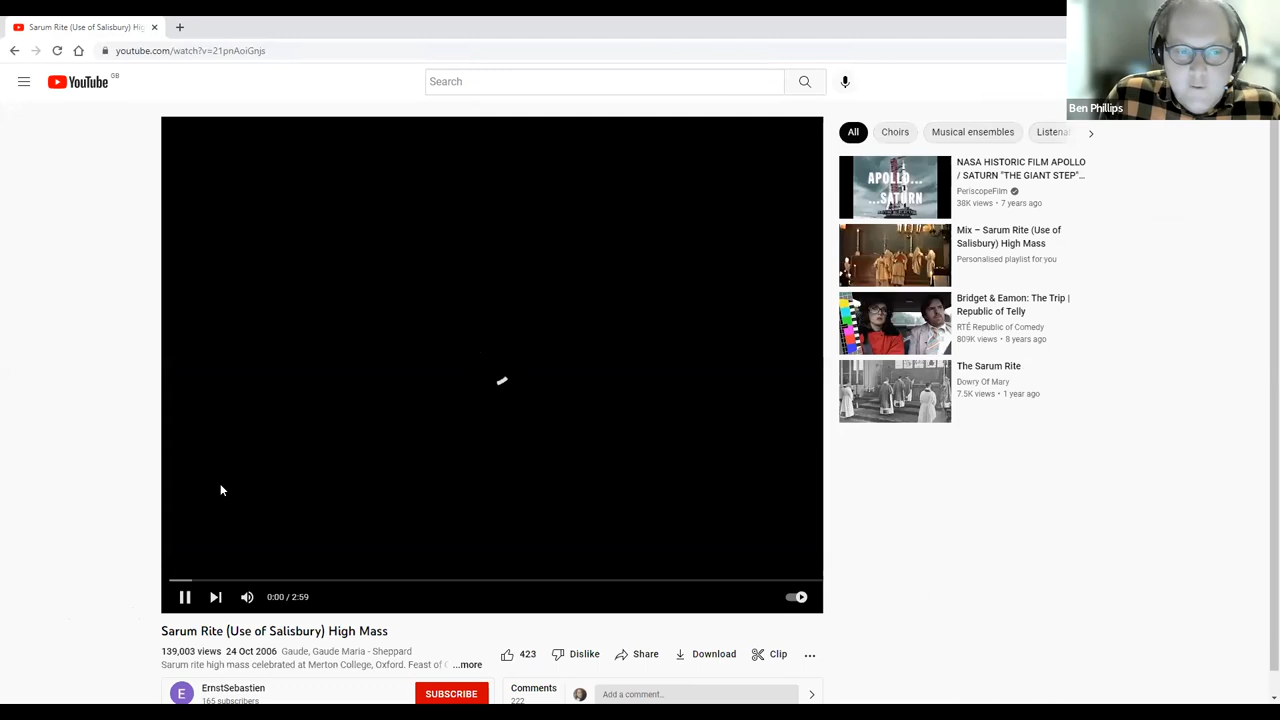 Sarum Rite (Use of Salisbury) Hig
youtube.com/watch?v=21pnAoiGnjs
YouTube GB
Search
Ben Phillips
All Choirs Musical ensembles Listena
APOLLO...
...SATURN
NASA HISTORIC FILM APOLLO
/ SATURN "THE GIANT STEP"...
PeriscopeFilm
38K views • 7 years ago
Mix – Sarum Rite (Use of
Salisbury) High Mass
Personalised playlist for you
Bridget & Eamon: The Trip |
Republic of Telly
RTÉ Republic of Comedy
809K views • 8 years ago
The Sarum Rite
Dowry Of Mary
7.5K views • 1 year ago
0:00 / 2:59
Sarum Rite (Use of Salisbury) High Mass
139,003 views 24 Oct 2006 Gaude, Gaude Maria - Sheppard
Sarum rite high mass celebrated at Merton College, Oxford. Feast of ...more
423 Dislike Share Download Clip
E
ErnstSebastien
165 subscribers
SUBSCRIBE
Comments
222
Add a comment..